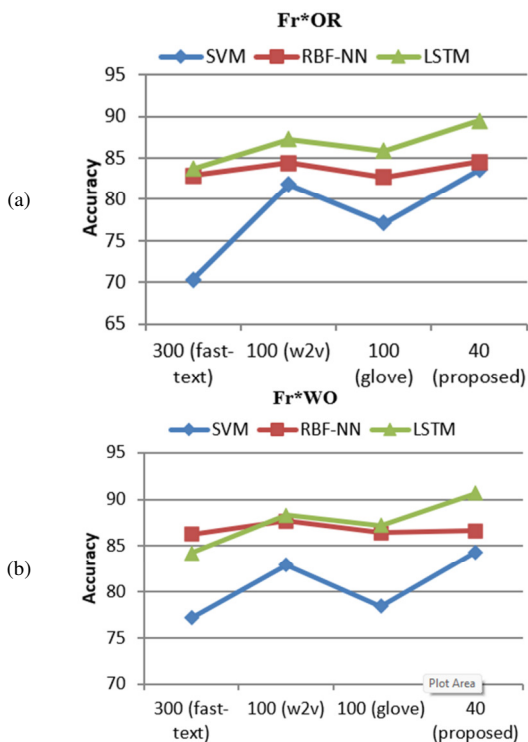 Fr*OR
SVM RBF-NN LSTM
95
90
85
80
75
70
65
Accuracy
(a)
300 (fast-
text)
100 (w2v)
100
(glove)
40
(proposed)
Fr*WO
SVM RBF-NN LSTM
95
90
85
80
75
70
Accuracy
(b)
Plot Area
300 (fast-
text)
100 (w2v)
100 (glove)
40
(proposed)